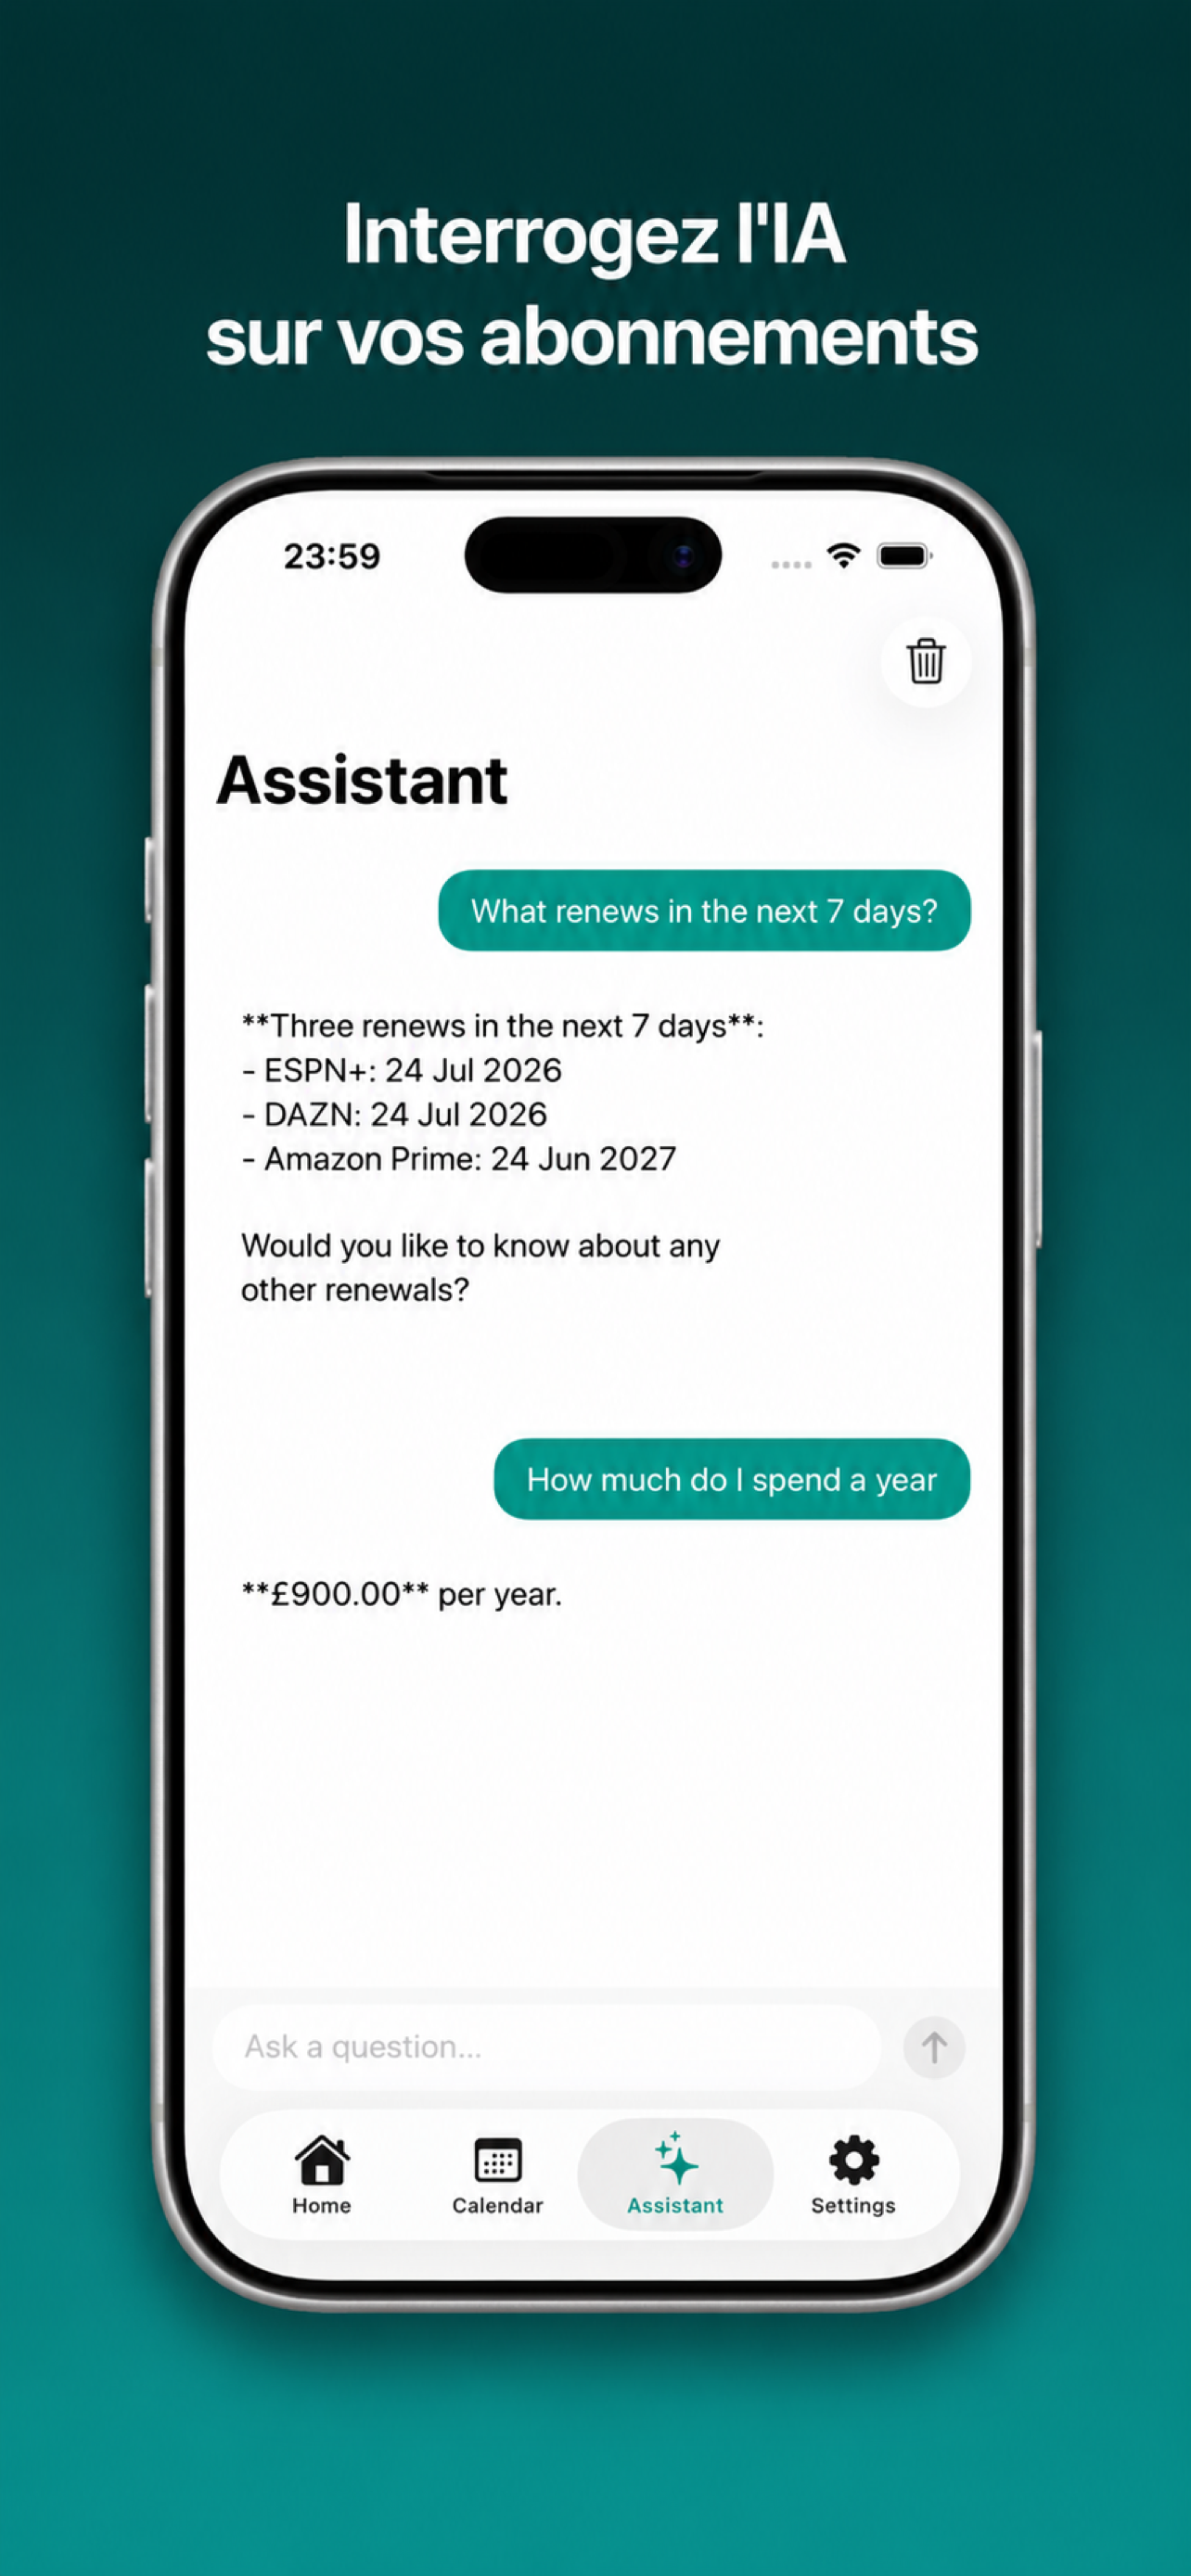 Interrogez l'IA
sur vos abonnements
23:59
Assistant
What renews in the next 7 days?
**Three renews in the next 7 days**:
- ESPN+: 24 Jul 2026
- DAZN: 24 Jul 2026
- Amazon Prime: 24 Jun 2027
Would you like to know about any
other renewals?
How much do I spend a year
**£900.00** per year.
Ask a question...
Home
Calendar
Assistant
Settings